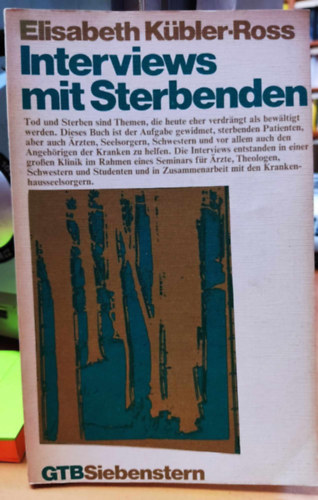 Elisabeth Kübler-Ross
Interviews
mit Sterbenden
Tod und Sterben sind Themen, die heute eher verdrängt als bewältigt
werden. Dieses Buch ist der Aufgabe gewidmet, sterbenden Patienten,
aber auch Ärzten, Seelsorgern, Schwestern und vor allem auch den
Angehörigen der Kranken zu helfen. Die Interviews entstanden in einer
großen Klinik im Rahmen eines Seminars für Ärzte, Theologen,
Schwestern und Studenten und in Zusammenarbeit mit den Kranken-
hausseelsorgern.
GTBSiebenstern